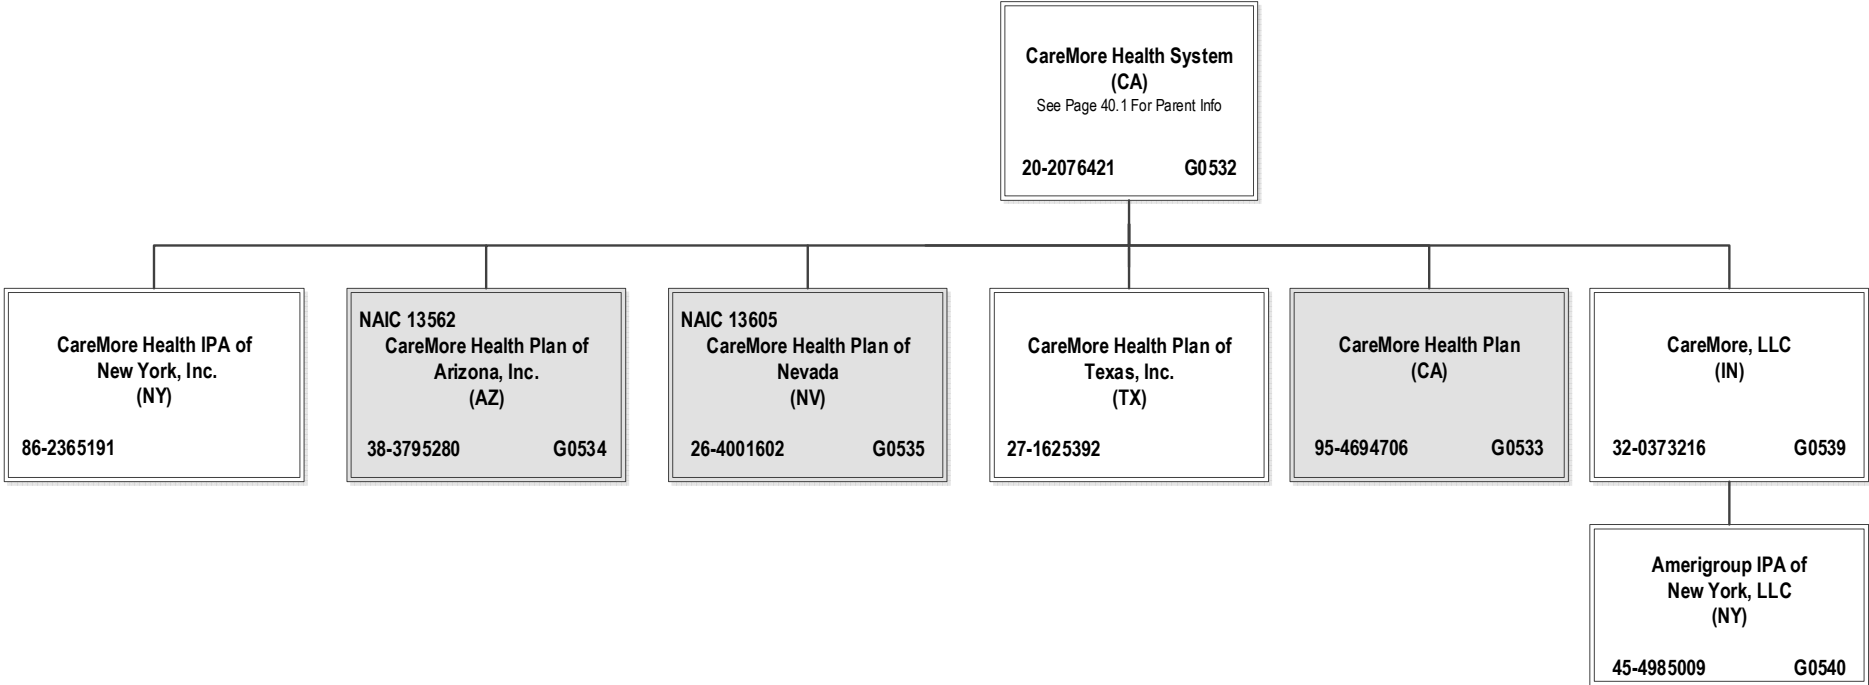 CareMore Health System
(CA)
See Page 40.1 For Parent Info
20-2076421 G0532
CareMore Health IPA of
New York, Inc.
(NY)
86-2365191
NAIC 13562
CareMore Health Plan of
Arizona, Inc.
(AZ)
38-3795280 G0534
NAIC 13605
CareMore Health Plan of
Nevada
(NV)
26-4001602 G0535
CareMore Health Plan of
Texas, Inc.
(TX)
27-1625392
CareMore Health Plan
(CA)
95-4694706 G0533
CareMore, LLC
(IN)
32-0373216 G0539
Amerigroup IPA of
New York, LLC
(NY)
45-4985009 G0540